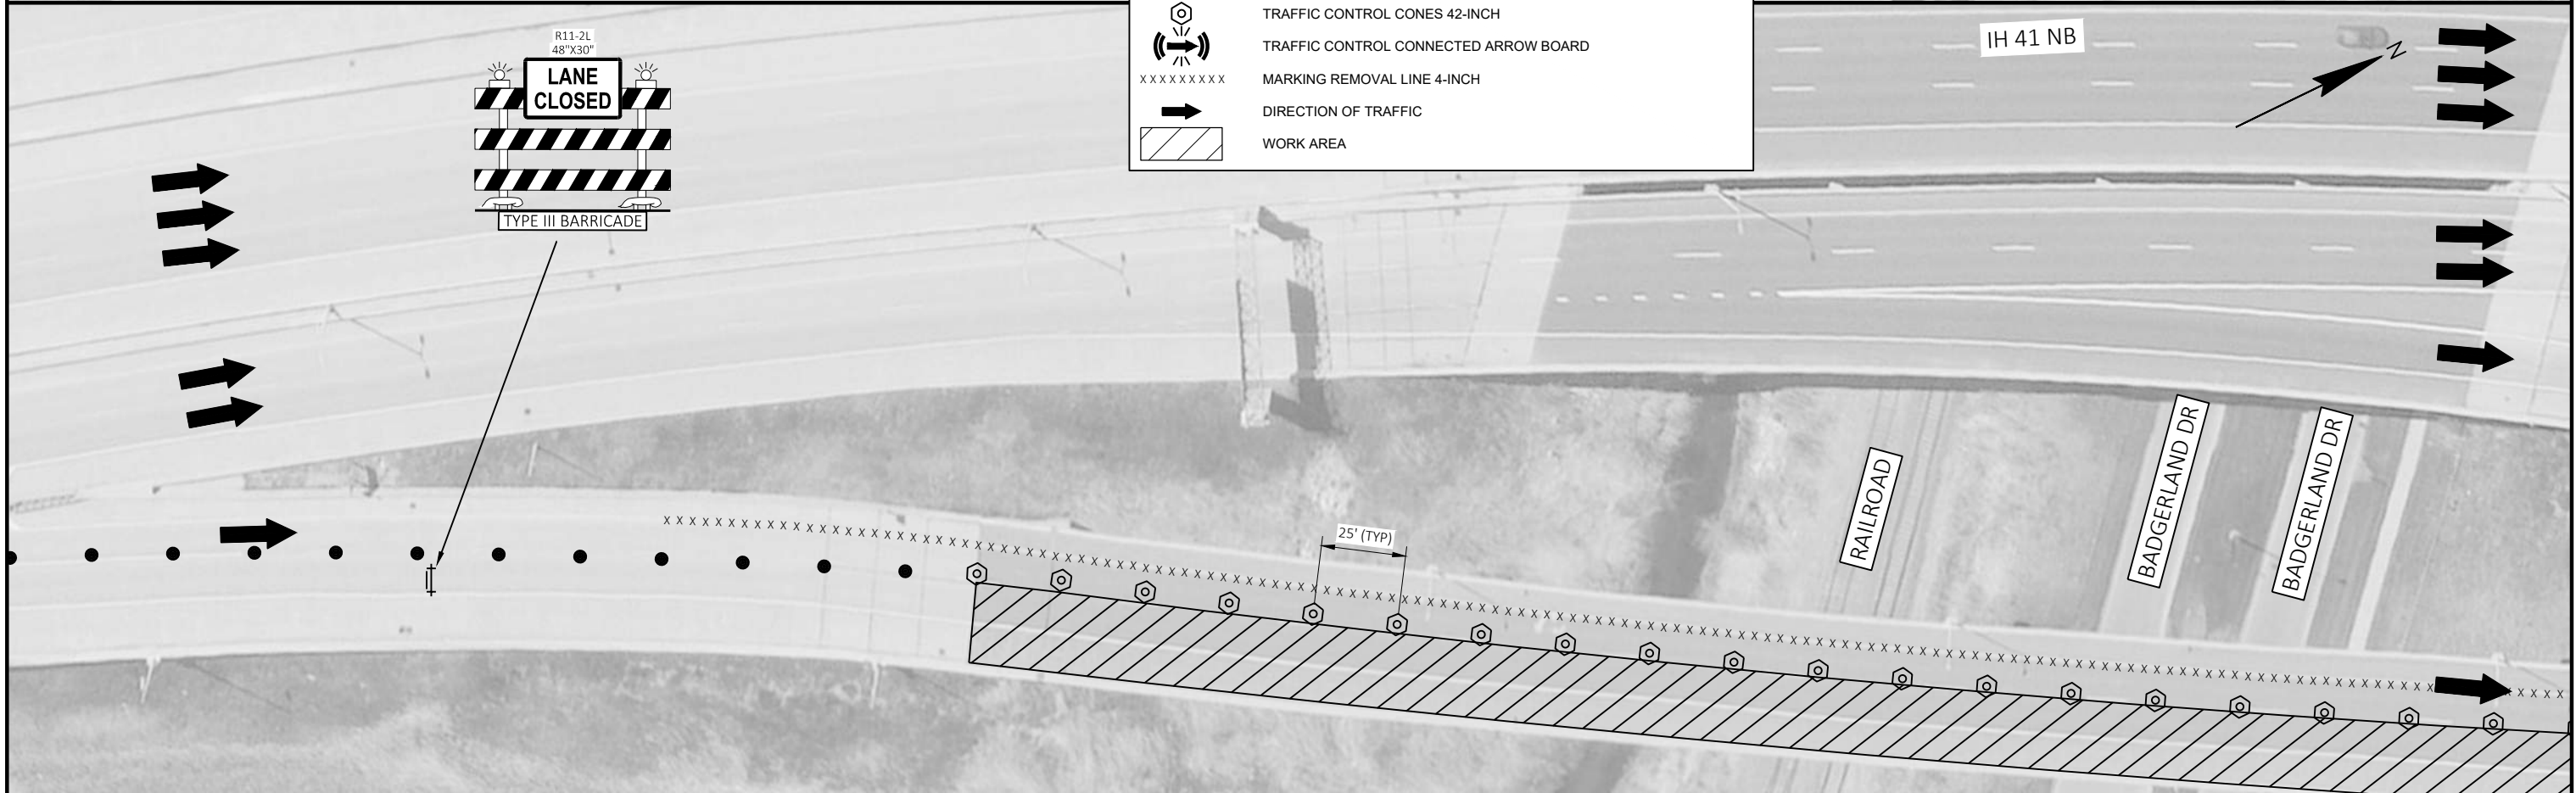 R11-2L
48"X30"
LANE
CLOSED
TYPE III BARRICADE
TRAFFIC CONTROL CONES 42-INCH
TRAFFIC CONTROL CONNECTED ARROW BOARD
XXXXXXXXX MARKING REMOVAL LINE 4-INCH
DIRECTION OF TRAFFIC
WORK AREA
IH 41 NB
N
25' (TYP)
RAILROAD
BADGERLAND DR
BADGERLAND DR